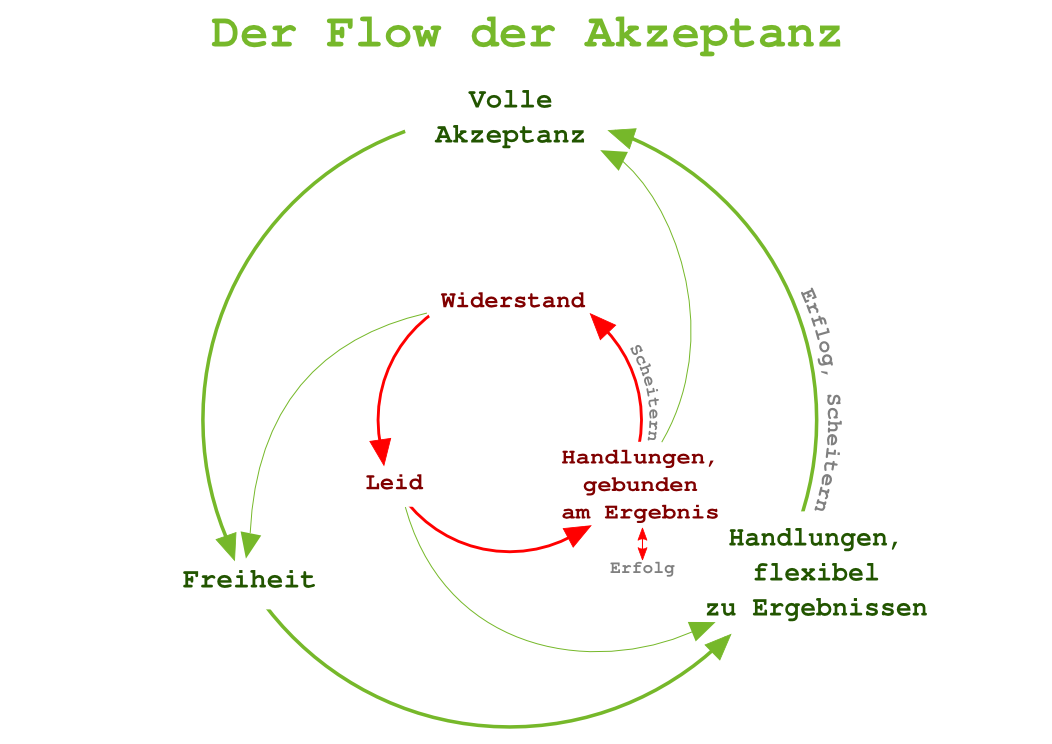 Der Flow der Akzeptanz
Volle
Akzeptanz
Erflog, Scheitern
Widerstand
Scheitern
Handlungen,
gebunden
am Ergebnis
Leid
Erfolg
Handlungen,
flexibel
zu Ergebnissen
Freiheit